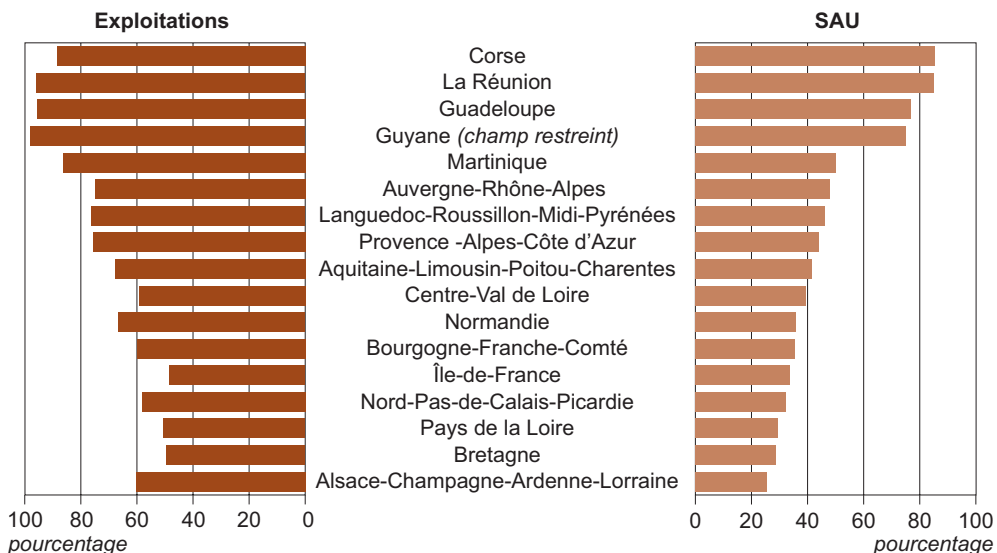 Exploitations
SAU
Corse
La Réunion
Guadeloupe
Guyane (champ restreint)
Martinique
Auvergne-Rhône-Alpes
Languedoc-Roussillon-Midi-Pyrénées
Provence -Alpes-Côte d'Azur
Aquitaine-Limousin-Poitou-Charentes
Centre-Val de Loire
Normandie
Bourgogne-Franche-Comté
Île-de-France
Nord-Pas-de-Calais-Picardie
Pays de la Loire
Bretagne
Alsace-Champagne-Ardenne-Lorraine
100 80 60 40 20 0
pourcentage
0 20 40 60 80 100
pourcentage